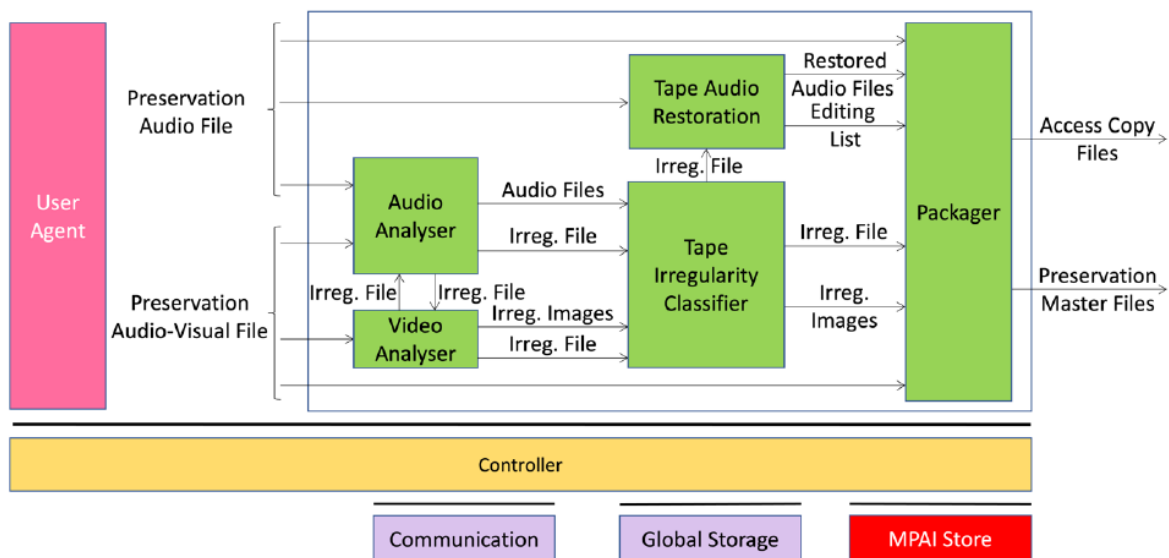 User
Agent
Preservation
Audio File
Preservation
Audio-Visual File
Audio
Analyser
Irreg. File
Irreg. File
Video
Analyser
Audio Files
Irreg. File
Irreg. Images
Irreg. File
Tape Audio
Restoration
Irreg. File
Tape
Irregularity
Classifier
Restored
Audio Files
Editing
List
Irreg. File
Irreg.
Images
Packager
Access Copy
Files
Preservation
Master Files
Controller
Communication
Global Storage
MPAI Store